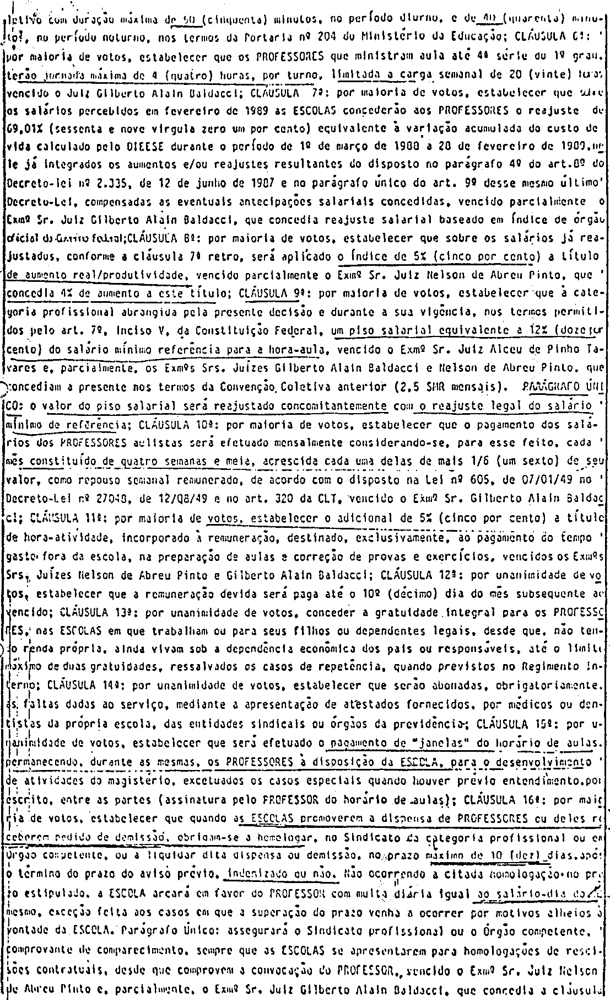 letivo com duração máxima de 50 (cinquenta) minutos, no período diurno, e de 40 (quarenta) minu-
tos, no período noturno, nos termos da Portaria nº 204 do Ministério da Educação; CLÁUSULA 6ª: '
por maioria de votos, estabelecer que os PROFESSORES que ministram aula até 4ª série do 1º grau,
terão jornada máxima de 4 (quatro) horas, por turno, limitada a carga semanal de 20 (vinte) horas
vencido o Juiz Gilberto Alain Baldacci; CLÁUSULA 7ª: por maioria de votos, estabelecer que sobre
os salários percebidos em fevereiro de 1989 as ESCOLAS concederão aos PROFESSORES o reajuste de
69,01% (sessenta e nove vírgula zero um por cento) equivalente à variação acumulada do custo de
vida calculado pelo DIEESE durante o período de 1º de março de 1988 a 28 de fevereiro de 1989, ne
le já integrados os aumentos e/ou reajustes resultantes do disposto no parágrafo 4º do art.8º do
Decreto-lei nº 2.335, de 12 de junho de 1987 e no parágrafo único do art. 9º desse mesmo último'
Decreto-Lei, compensadas as eventuais antecipações salariais concedidas, vencido parcialmente o
Exmº Sr. Juiz Gilberto Alain Baldacci, que concedia reajuste salarial baseado em índice de órgão
oficial do Governo Federal;CLÁUSULA 8ª: por maioria de votos, estabelecer que sobre os salários já rea-
justados, conforme a cláusula 7ª retro, será aplicado o índice de 5% (cinco por cento) a título
de aumento real/produtividade, vencido parcialmente o Exmº Sr. Juiz Nelson de Abreu Pinto, que '
concedia 4% de aumento a este título; CLÁUSULA 9ª: por maioria de votos, estabelecer que à cate-
goria profissional abrangida pela presente decisão e durante a sua vigência, nos termos permiti-
dos pelo art. 7º, inciso V, da Constituição Federal, um piso salarial equivalente a 12% (doze por
cento) do salário mínimo referência para a hora-aula, vencido o Exmº Sr. Juiz Alceu de Pinho Ta-
vares e, parcialmente, os Exmºs Srs. Juízes Gilberto Alain Baldacci e Nelson de Abreu Pinto, que
concediam a presente nos termos da Convenção Coletiva anterior (2,5 SMR mensais). PARÁGRAFO ÚNI
CO: o valor do piso salarial será reajustado concomitantemente com o reajuste legal do salário '
mínimo de referência; CLÁUSULA 10ª: por maioria de votos, estabelecer que o pagamento dos salá-
rios dos PROFESSORES aulistas será efetuado mensalmente considerando-se, para esse feito, cada '
mês constituído de quatro semanas e meia, acrescida cada uma delas de mais 1/6 (um sexto) de seu
valor, como repouso semanal remunerado, de acordo com o disposto na Lei nº 605, de 07/01/49 no '
Decreto-Lei nº 27048, de 12/08/49 e no art. 320 da CLT, vencido o Exmº Sr. Gilberto Alain Baldac
ci; CLÁUSULA 11ª: por maioria de votos, estabelecer o adicional de 5% (cinco por cento) a título
de hora-atividade, incorporado à remuneração, destinado, exclusivamente, ao pagamento do tempo '
gasto fora da escola, na preparação de aulas e correção de provas e exercícios, vencidos os Exmºs
Srs. Juízes Nelson de Abreu Pinto e Gilberto Alain Baldacci; CLÁUSULA 12ª: por unanimidade de vo
tos, estabelecer que a remuneração devida será paga até o 10º (décimo) dia do mês subsequente ao
vencido; CLÁUSULA 13ª: por unanimidade de votos, conceder a gratuidade integral para os PROFESSO
RES, nas ESCOLAS em que trabalham ou para seus filhos ou dependentes legais, desde que, não ten-
do renda própria, ainda vivam sob a dependência econômica dos pais ou responsáveis, até o limite
máximo de duas gratuidades, ressalvados os casos de repetência, quando previstos no Regimento In-
terno; CLÁUSULA 14ª: por unanimidade de votos, estabelecer que serão abonadas, obrigatoriamente,
as faltas dadas ao serviço, mediante a apresentação de atestados fornecidos, por médicos ou den-
tistas da própria escola, das entidades sindicais ou órgãos da previdência; CLÁUSULA 15ª: por u-
nanimidade de votos, estabelecer que será efetuado o pagamento de "janelas" do horário de aulas,
permanecendo, durante as mesmas, os PROFESSORES à disposição da ESCOLA, para o desenvolvimento '
de atividades do magistério, excetuados os casos especiais quando houver prévio entendimento,por
escrito, entre as partes (assinatura pelo PROFESSOR do horário de aulas); CLÁUSULA 16ª: por maio
ria de votos, estabelecer que quando as ESCOLAS promoverem a dispensa de PROFESSORES ou deles re
ceberem pedido de demissão, obrigam-se a homologar, no Sindicato da categoria profissional ou em
Órgão competente, ou a liquidar dita dispensa ou demissão, no prazo máximo de 10 (dez) dias,após
o término do prazo do aviso prévio, indenizado ou não. Não ocorrendo a citada homologação no pra
zo estipulado, a ESCOLA arcará em favor do PROFESSOR com multa diária igual ao salário-dia do
mesmo, exceção feita aos casos em que a superação do prazo venha a ocorrer por motivos alheios à
vontade da ESCOLA. Parágrafo Único: assegurará o Sindicato profissional ou o Órgão competente, '
comprovante de comparecimento, sempre que as ESCOLAS se apresentarem para homologações de resci-
sões contratuais, desde que comprovem a convocação do PROFESSOR, vencido o Exmº Sr. Juiz Nelson
de Abreu Pinto e, parcialmente, o Exmº Sr. Juiz Gilberto Alain Baldacci, que concedia a cláusula